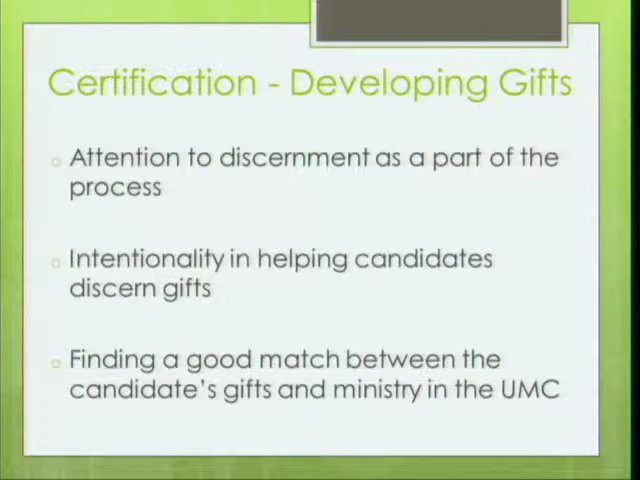 Certification - Developing Gifts
Attention to discernment as a part of the
process
Intentionality in helping candidates
discern gifts
Finding a good match between the
candidate's gifts and ministry in the UMC